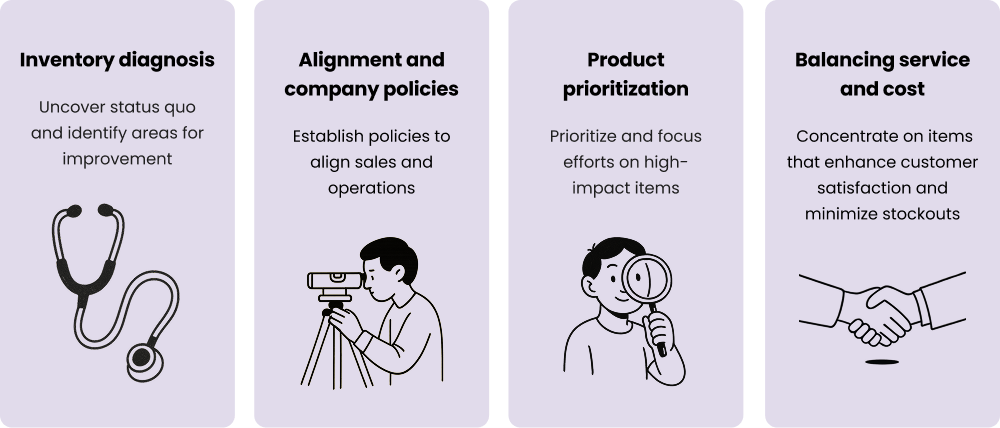 Inventory diagnosis
Uncover status quo
and identify areas for
improvement
Alignment and
company policies
Establish policies to
align sales and
operations
Product
prioritization
Prioritize and focus
efforts on high-
impact items
Balancing service
and cost
Concentrate on items
that enhance customer
satisfaction and
minimize stockouts